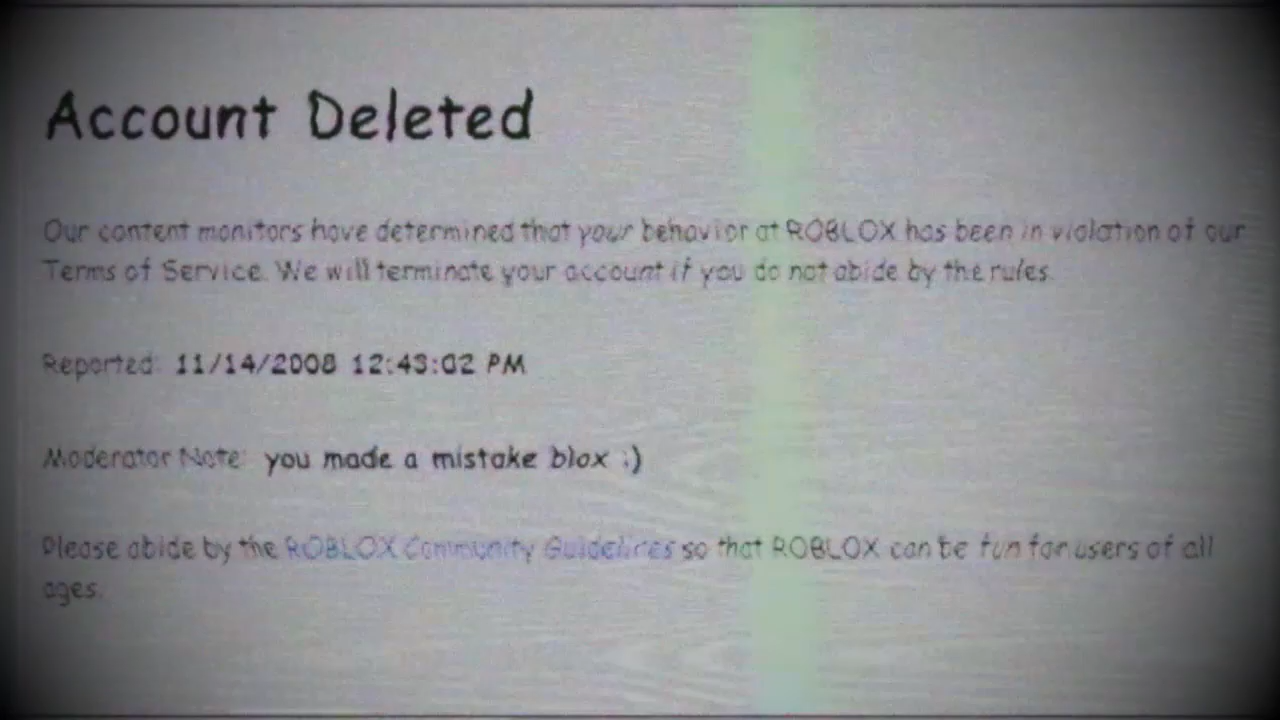 Account Deleted
Our content monitors have determined that your behavior at ROBLOX has been in violation of our
Terms of Service. We will terminate your account if you do not abide by the rules.
Reported: 11/14/2008 12:43:02 PM
Moderator Note: you made a mistake blox :)
Please abide by the ROBLOX Community Guidelines so that ROBLOX can be fun for users of all
ages.